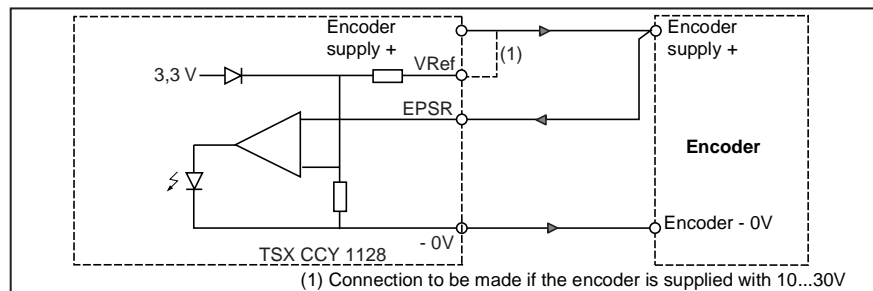 Encoder
supply +
Encoder
supply +
(1)
VRef
3,3 V
EPSR
Encoder
Encoder - 0V
- 0V
TSX CCY 1128
(1) Connection to be made if the encoder is supplied with 10...30V